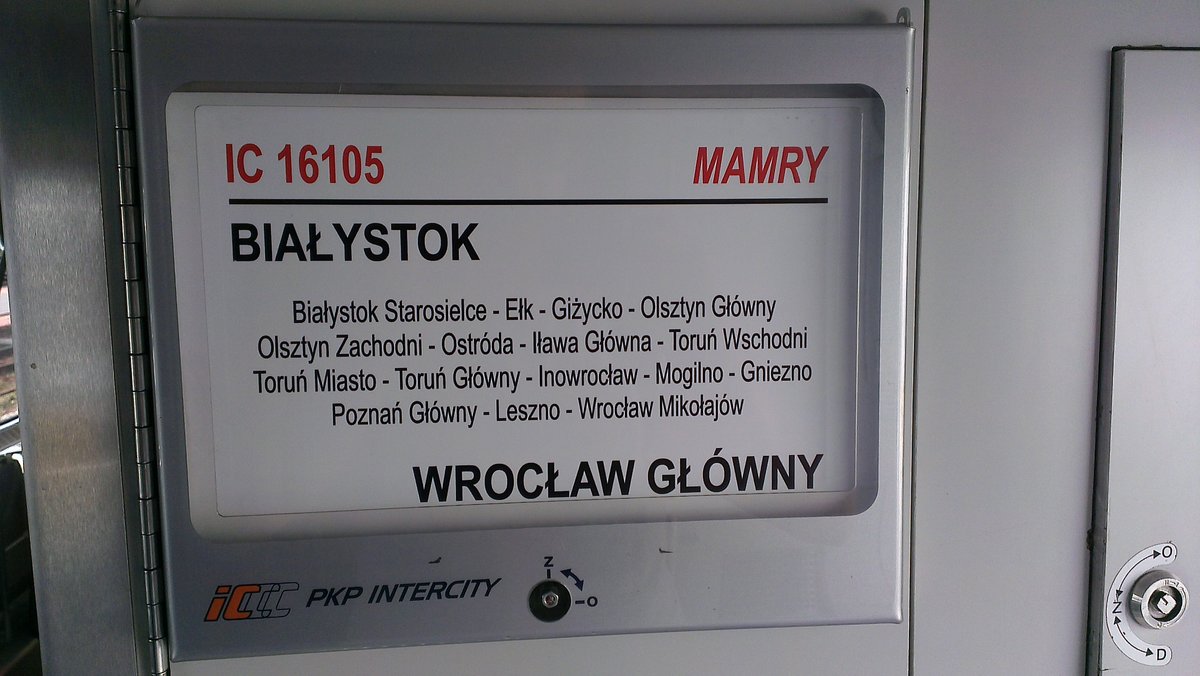 IC 16105 MAMRY
BIAŁYSTOK
Białystok Starosielce - Ełk - Giżycko - Olsztyn Główny
Olsztyn Zachodni - Ostróda - Iława Główna - Toruń Wschodni
Toruń Miasto - Toruń Główny - Inowrocław - Mogilno - Gniezno
Poznań Główny - Leszno - Wrocław Mikołajów
WROCŁAW GŁÓWNY
iC PKP INTERCITY
Z
O
O
Z
D